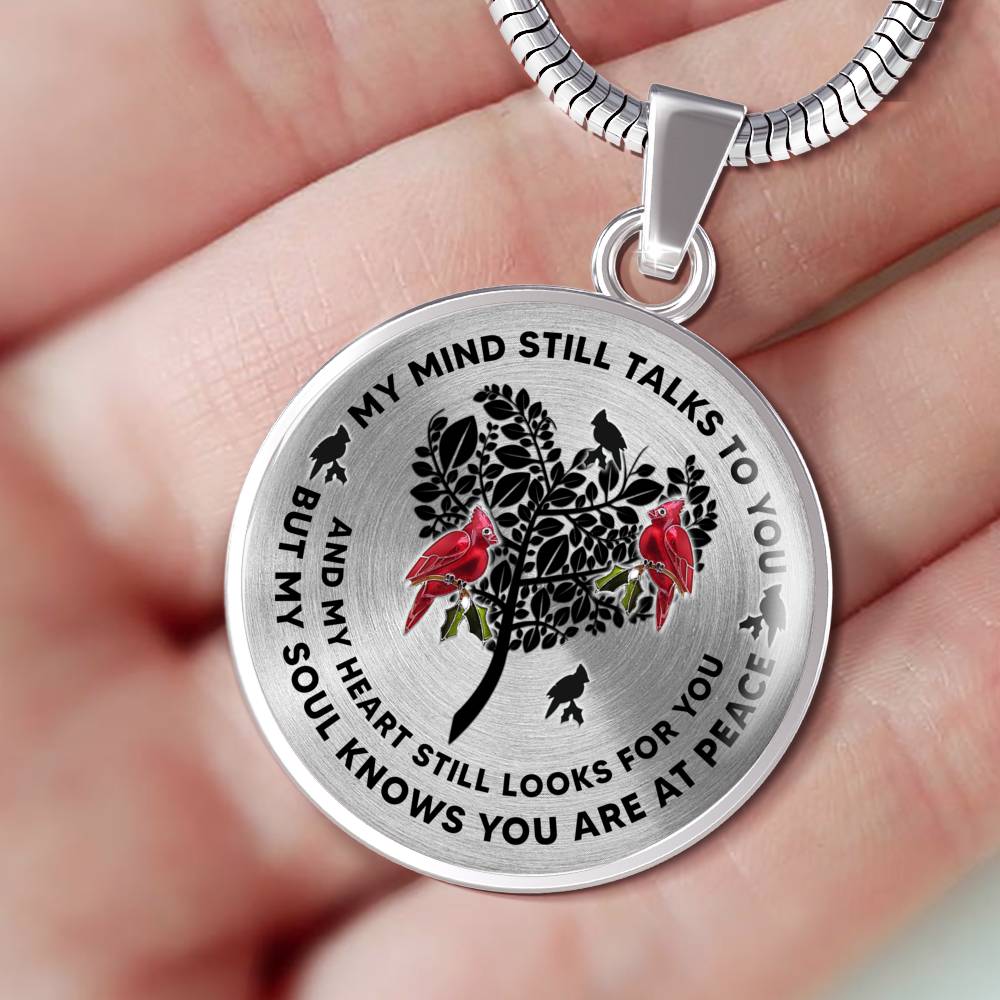 MY MIND STILL TALKS TO YOU
AND MY HEART STILL LOOKS FOR YOU
BUT MY SOUL KNOWS YOU ARE AT PEACE